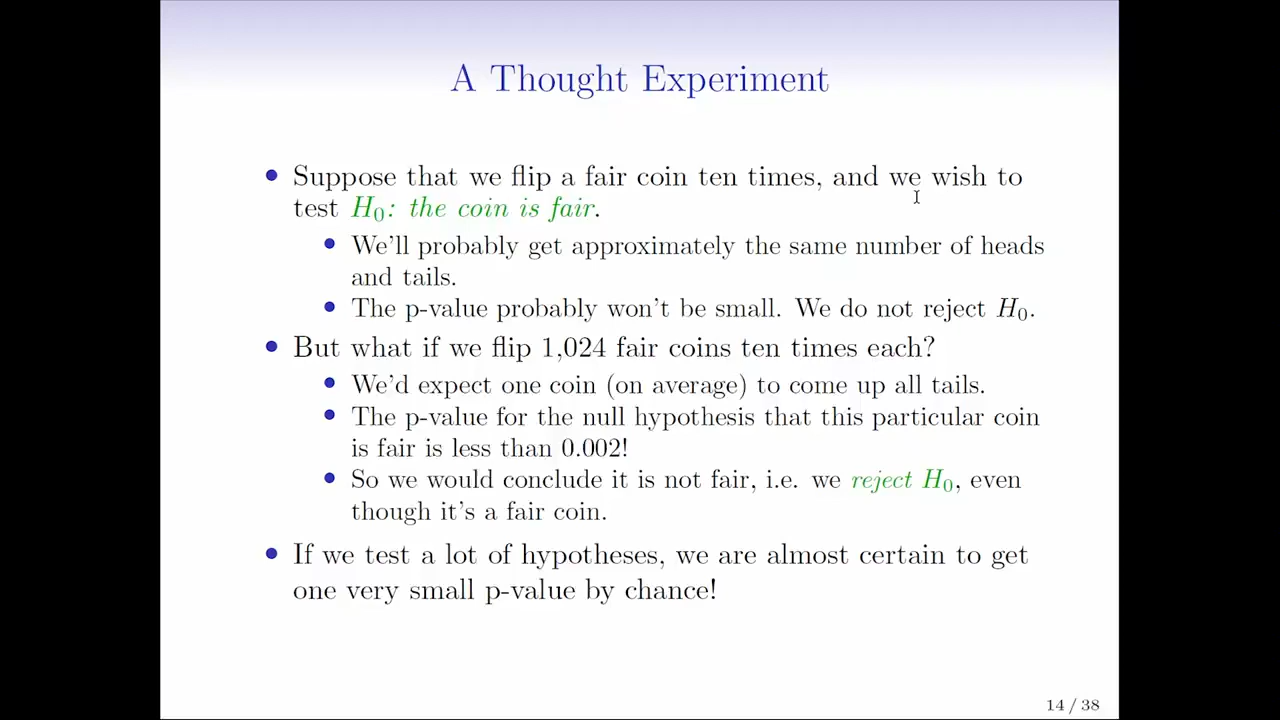 A Thought Experiment
• Suppose that we flip a fair coin ten times, and we wish to
test H₀: the coin is fair.
• We'll probably get approximately the same number of heads
and tails.
• The p-value probably won't be small. We do not reject H₀.
• But what if we flip 1,024 fair coins ten times each?
• We'd expect one coin (on average) to come up all tails.
• The p-value for the null hypothesis that this particular coin
is fair is less than 0.002!
• So we would conclude it is not fair, i.e. we reject H₀, even
though it's a fair coin.
• If we test a lot of hypotheses, we are almost certain to get
one very small p-value by chance!
14 / 38